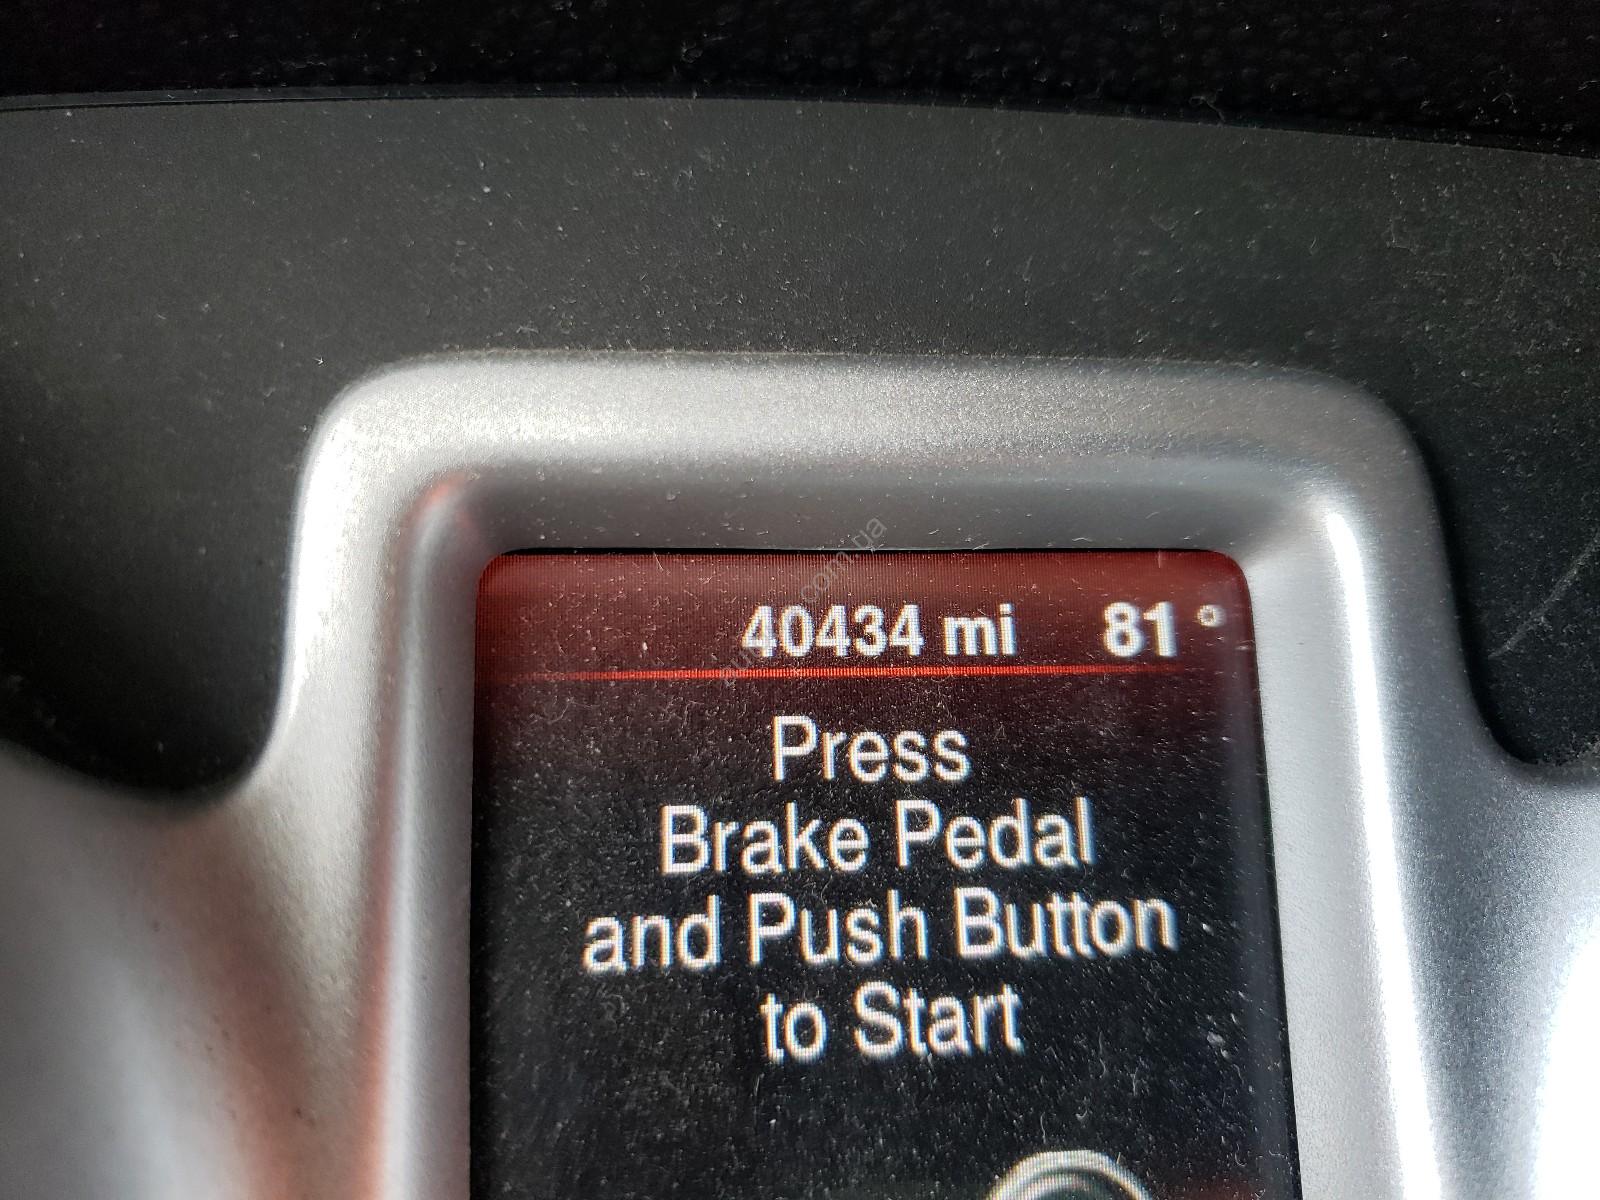 40434 mi 81°
Press
Brake Pedal
and Push Button
to Start